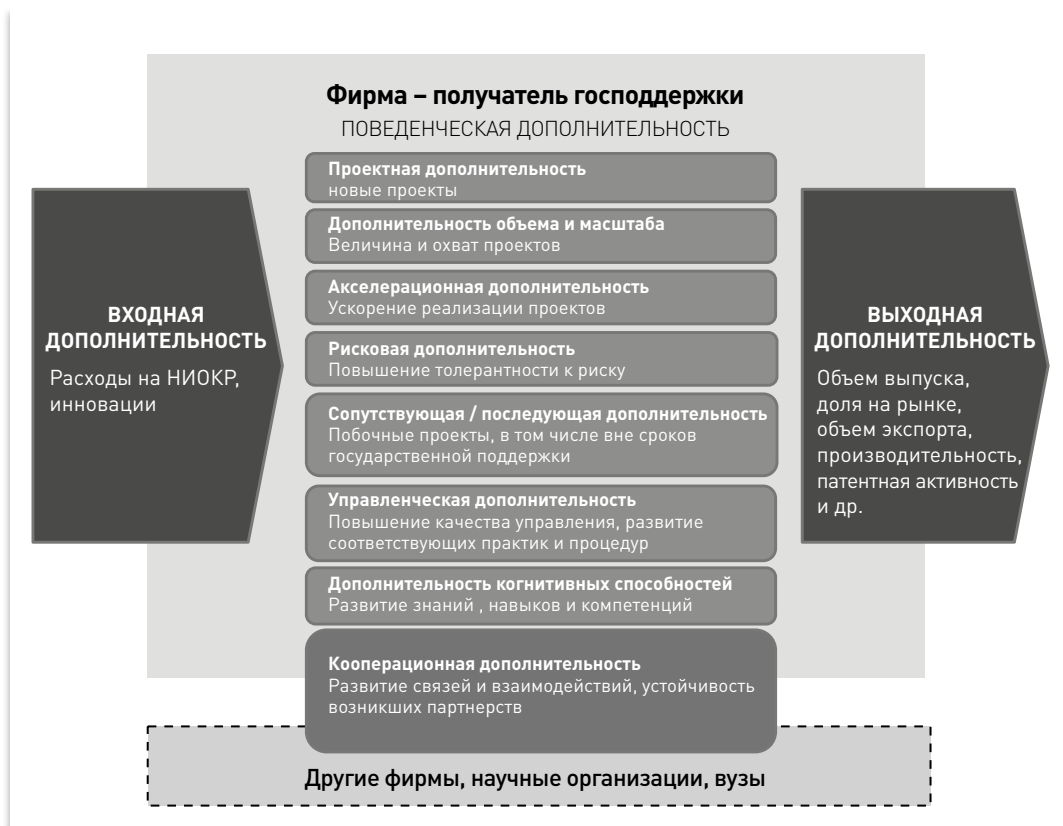 Фирма – получатель господдержки
ПОВЕДЕНЧЕСКАЯ ДОПОЛНИТЕЛЬНОСТЬ
ВХОДНАЯ
ДОПОЛНИТЕЛЬНОСТЬ
Расходы на НИОКР,
инновации
Проектная дополнительность
новые проекты
Дополнительность объема и масштаба
Величина и охват проектов
Акселерационная дополнительность
Ускорение реализации проектов
Рисковая дополнительность
Повышение толерантности к риску
Сопутствующая / последующая дополнительность
Побочные проекты, в том числе вне сроков
государственной поддержки
Управленческая дополнительность
Повышение качества управления, развитие
соответствующих практик и процедур
Дополнительность когнитивных способностей
Развитие знаний , навыков и компетенций
Кооперационная дополнительность
Развитие связей и взаимодействий, устойчивость
возникших партнерств
ВЫХОДНАЯ
ДОПОЛНИТЕЛЬНОСТЬ
Объем выпуска,
доля на рынке,
объем экспорта,
производительность,
патентная активность
и др.
Другие фирмы, научные организации, вузы